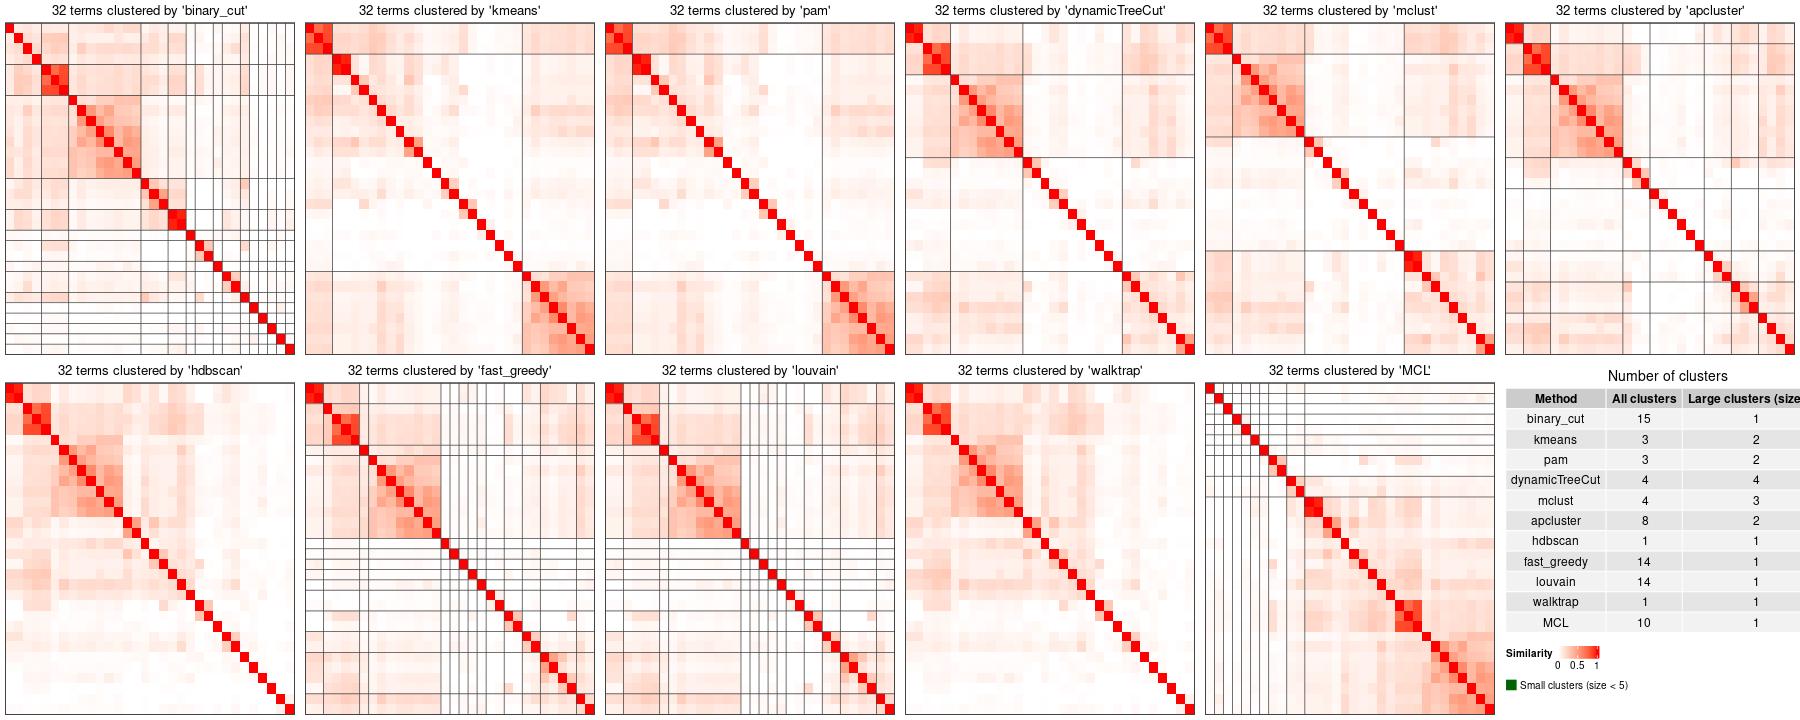 32 terms clustered by 'binary_cut'
32 terms clustered by 'kmeans'
32 terms clustered by 'pam'
32 terms clustered by 'dynamicTreeCut'
32 terms clustered by 'mclust'
32 terms clustered by 'apcluster'
32 terms clustered by 'hdbscan'
32 terms clustered by 'fast_greedy'
32 terms clustered by 'louvain'
32 terms clustered by 'walktrap'
32 terms clustered by 'MCL'
Number of clusters
Method All clusters Large clusters (size
binary_cut 15 1
kmeans 3 2
pam 3 2
dynamicTreeCut 4 4
mclust 4 3
apcluster 8 2
hdbscan 1 1
fast_greedy 14 1
louvain 14 1
walktrap 1 1
MCL 10 1
Similarity
0 0.5 1
Small clusters (size < 5)